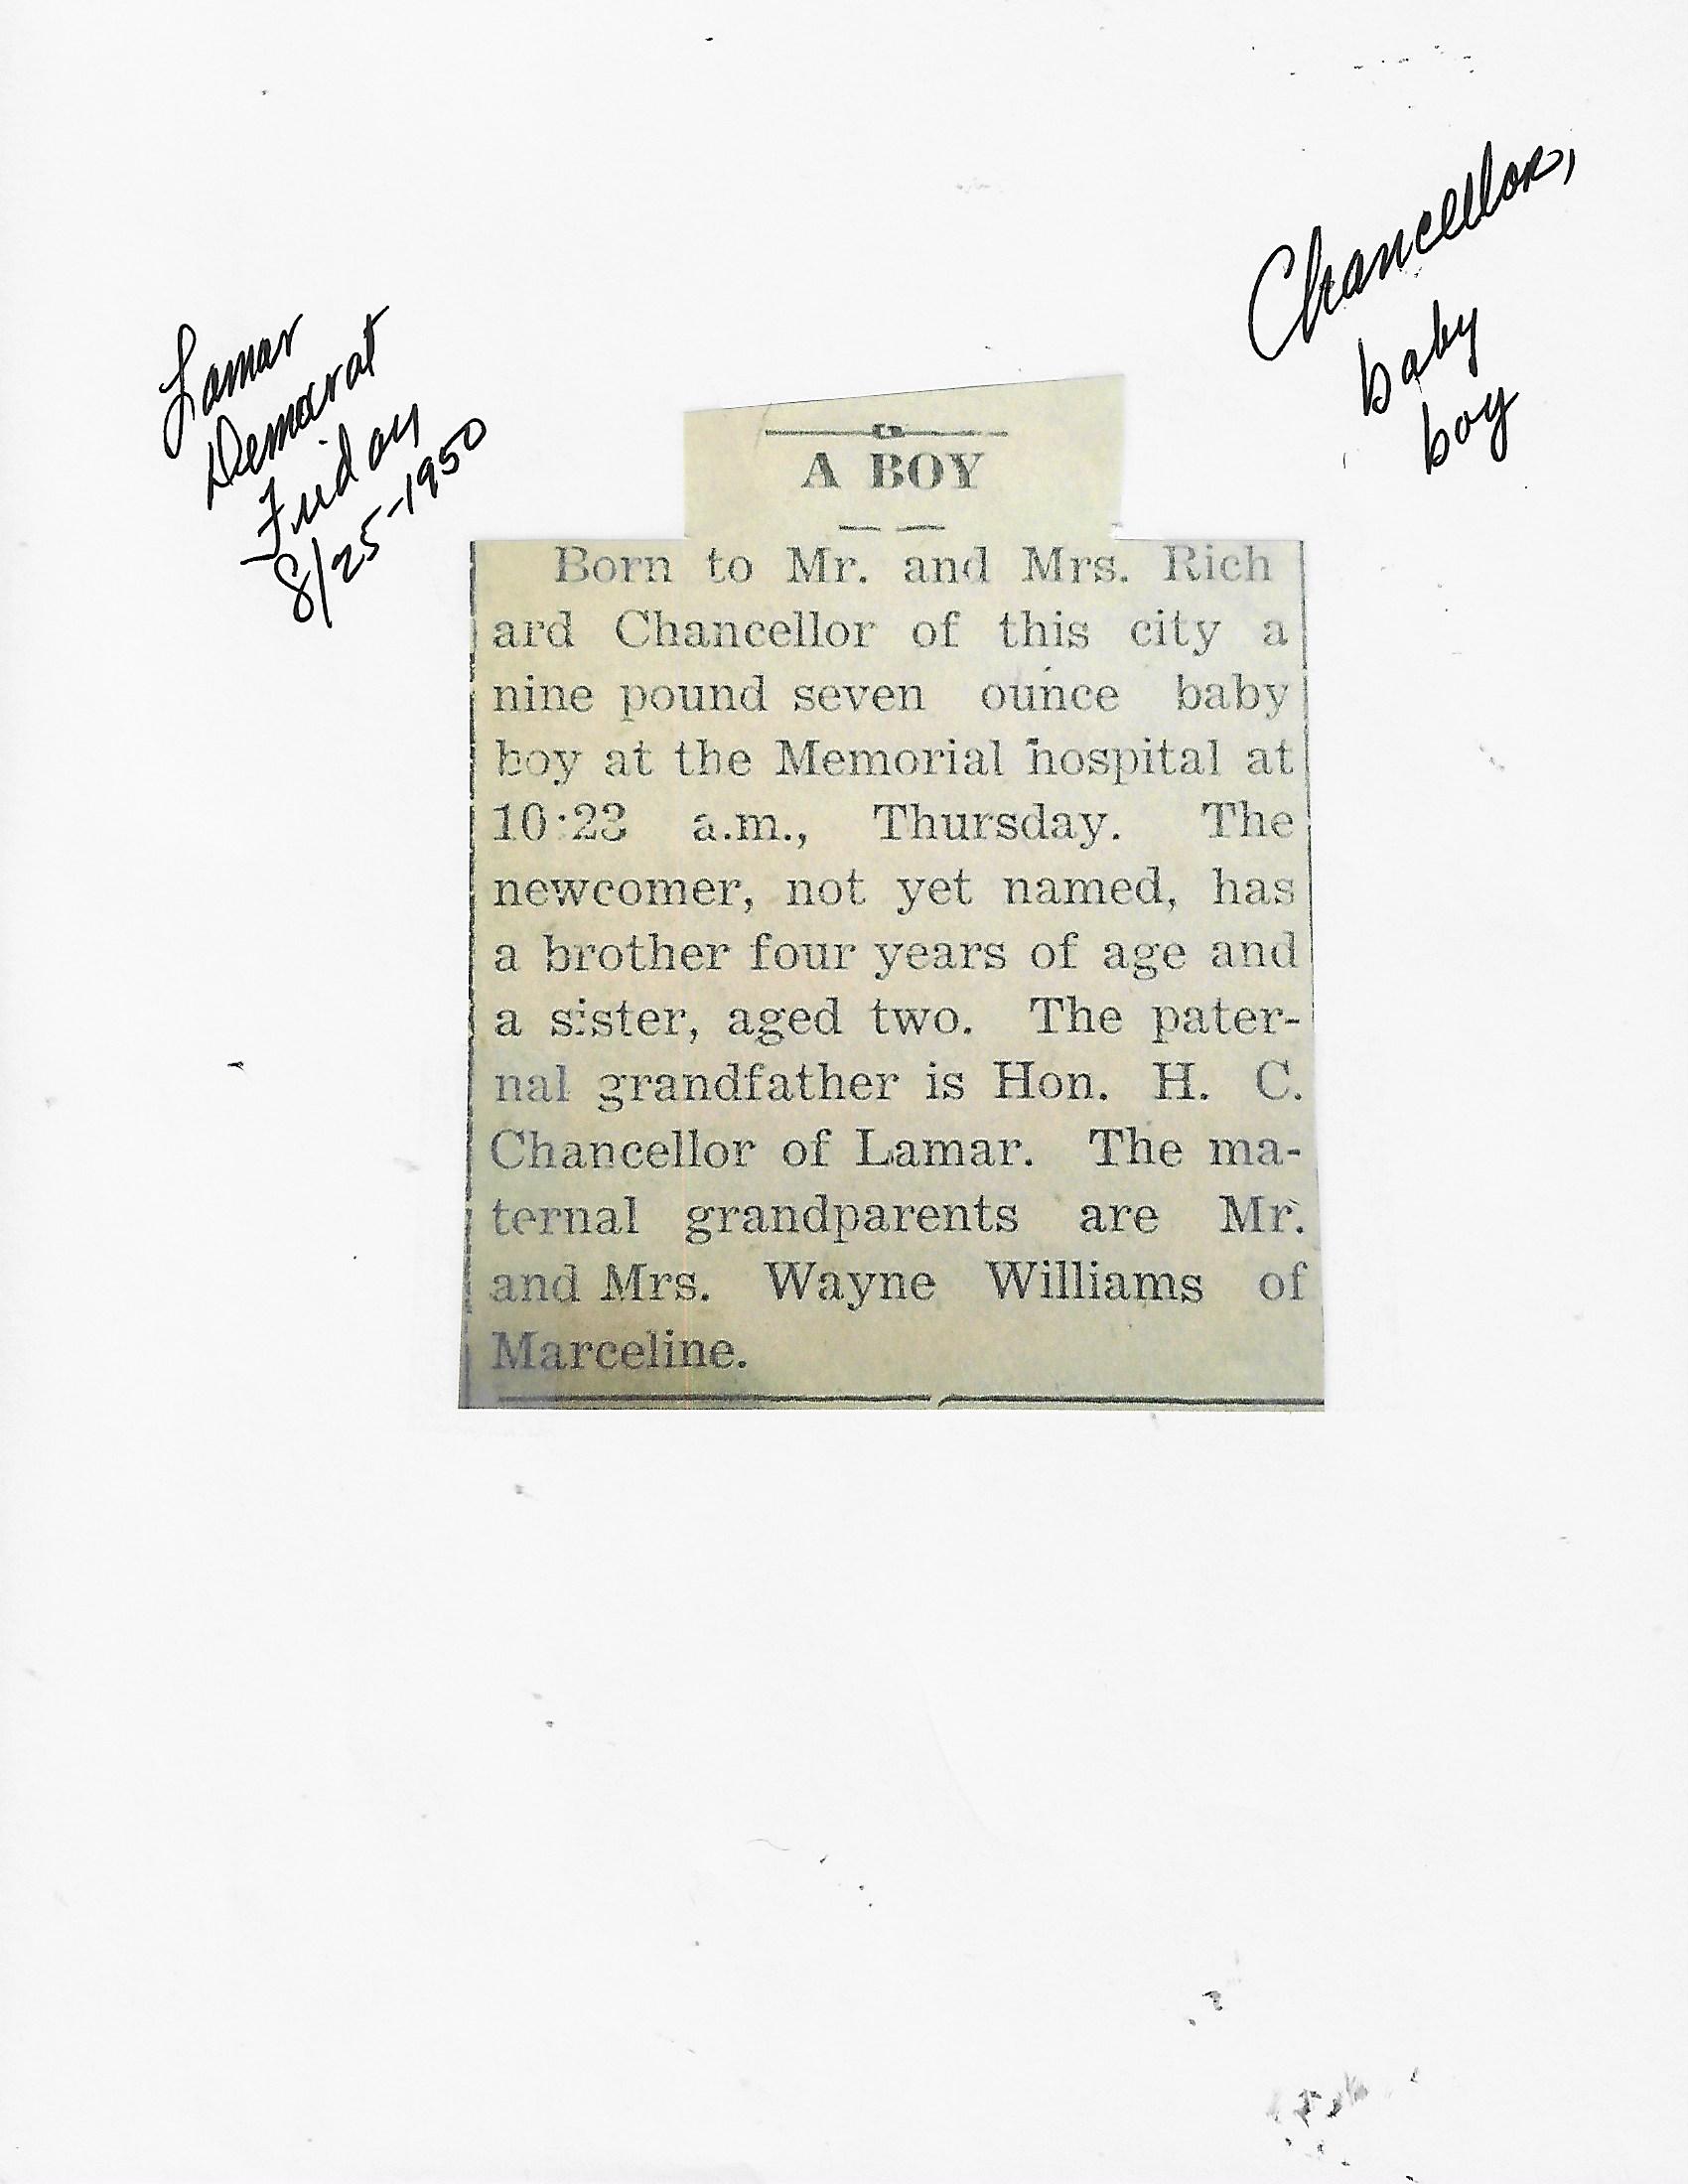 Chancellor,
baby
boy
Lamar
Democrat
Friday
8/25-1950
A BOY
Born to Mr. and Mrs. Rich
ard Chancellor of this city a
nine pound seven ounce baby
boy at the Memorial hospital at
10:23 a.m., Thursday. The
newcomer, not yet named, has
a brother four years of age and
a sister, aged two. The pater-
nal grandfather is Hon. H. C.
Chancellor of Lamar. The ma-
ternal grandparents are Mr.
and Mrs. Wayne Williams of
Marceline.